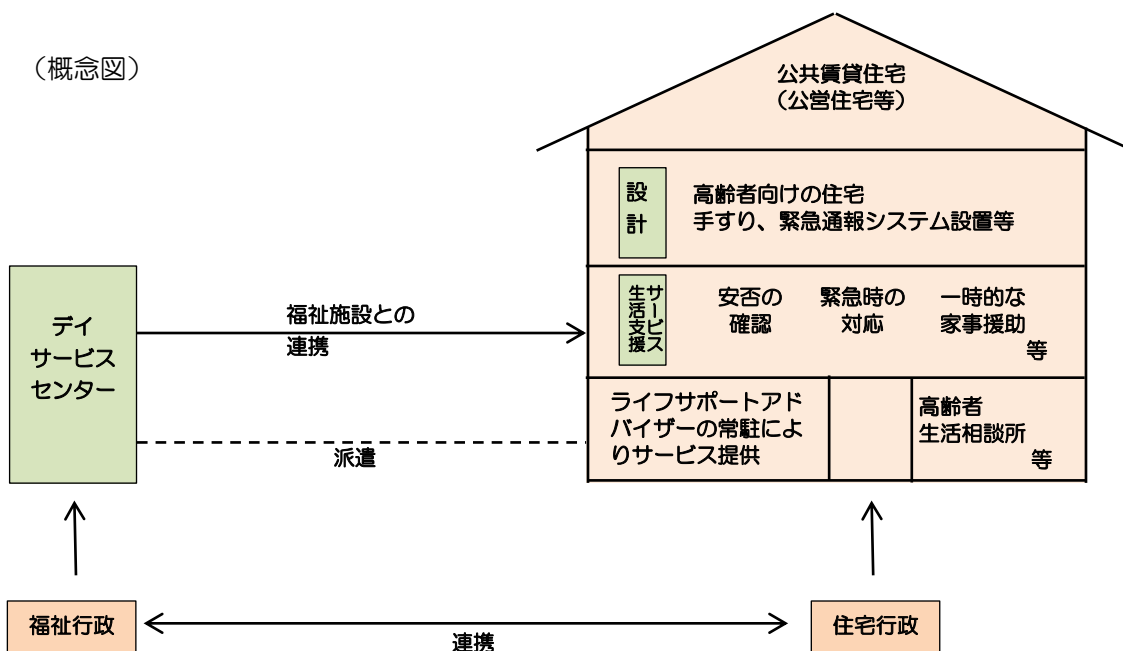 （概念図）
公共賃貸住宅
（公営住宅等）
設計
高齢者向けの住宅
手すり、緊急通報システム設置等
生活支援
サービス
安否の
確認
緊急時の
対応
一時的な
家事援助
等
デイ
サービス
センター
福祉施設との
連携
ライフサポートアド
バイザーの常駐によ
りサービス提供
高齢者
生活相談所
等
派遣
福祉行政
連携
住宅行政